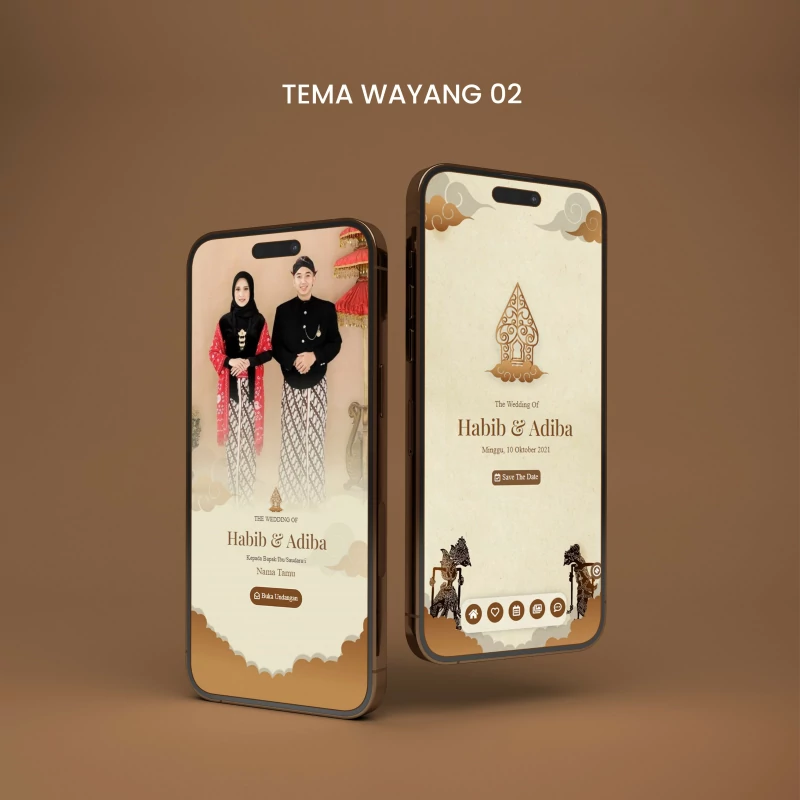 TEMA WAYANG 02
THE WEDDING OF
Habib & Adiba
Kepada Bapak/Ibu/Saudara/i
Nama Tamu
Buka Undangan
The Wedding Of
Habib & Adiba
Minggu, 10 Oktober 2021
Save The Date